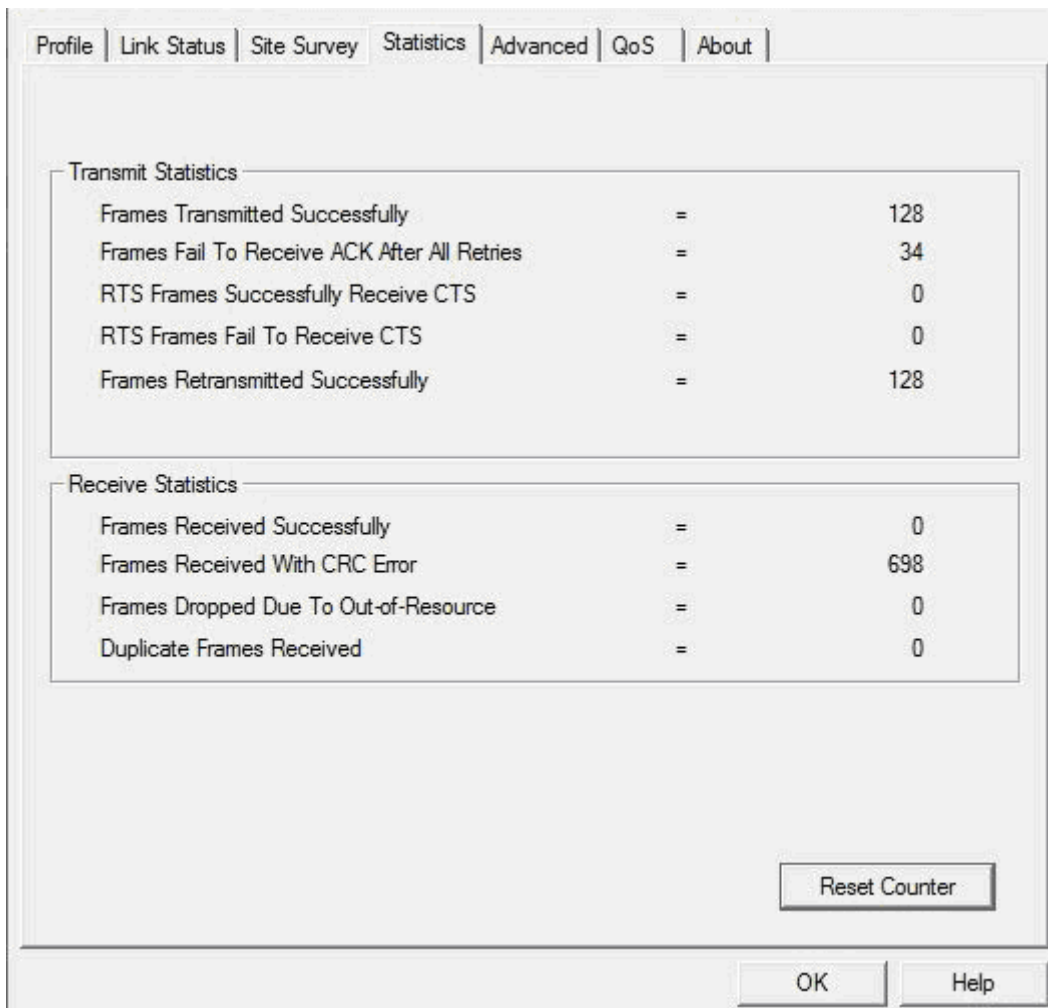 Profile Link Status Site Survey Statistics Advanced QoS About
Transmit Statistics
Frames Transmitted Successfully = 128
Frames Fail To Receive ACK After All Retries = 34
RTS Frames Successfully Receive CTS = 0
RTS Frames Fail To Receive CTS = 0
Frames Retransmitted Successfully = 128
Receive Statistics
Frames Received Successfully = 0
Frames Received With CRC Error = 698
Frames Dropped Due To Out-of-Resource = 0
Duplicate Frames Received = 0
Reset Counter
OK Help